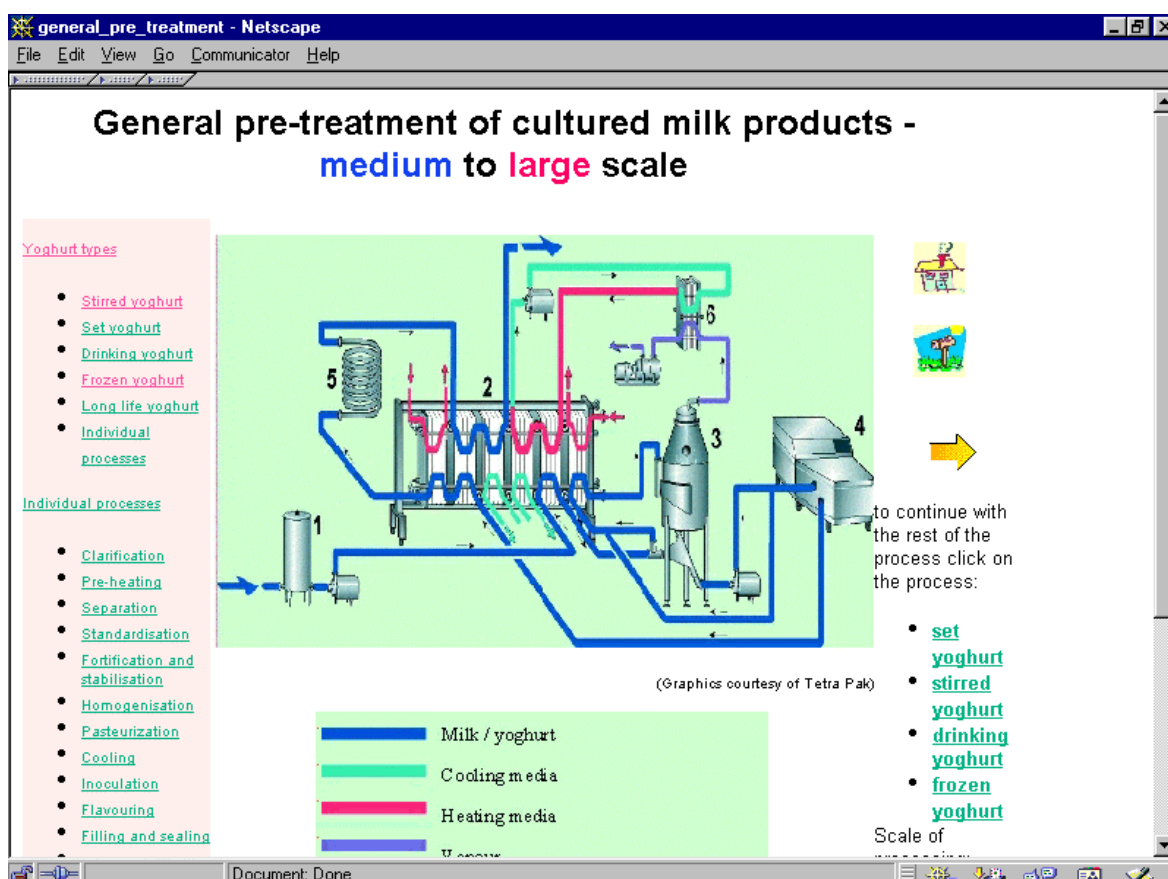 general_pre_treatment - Netscape
File Edit View Go Communicator Help
General pre-treatment of cultured milk products -
medium to large scale
Yoghurt types
Stirred yoghurt
Set yoghurt
Drinking yoghurt
Frozen yoghurt
Long life yoghurt
Individual
processes
Individual processes
Clarification
Pre-heating
Separation
Standardisation
Fortification and
stabilisation
Homogenisation
Pasteurization
Cooling
Inoculation
Flavouring
Filling and sealing
1
2
3
4
5
6
(Graphics courtesy of Tetra Pak)
Milk / yoghurt
Cooling media
Heating media
to continue with
the rest of the
process click on
the process:
set
yoghurt
stirred
yoghurt
drinking
yoghurt
frozen
yoghurt
Scale of
Document: Done